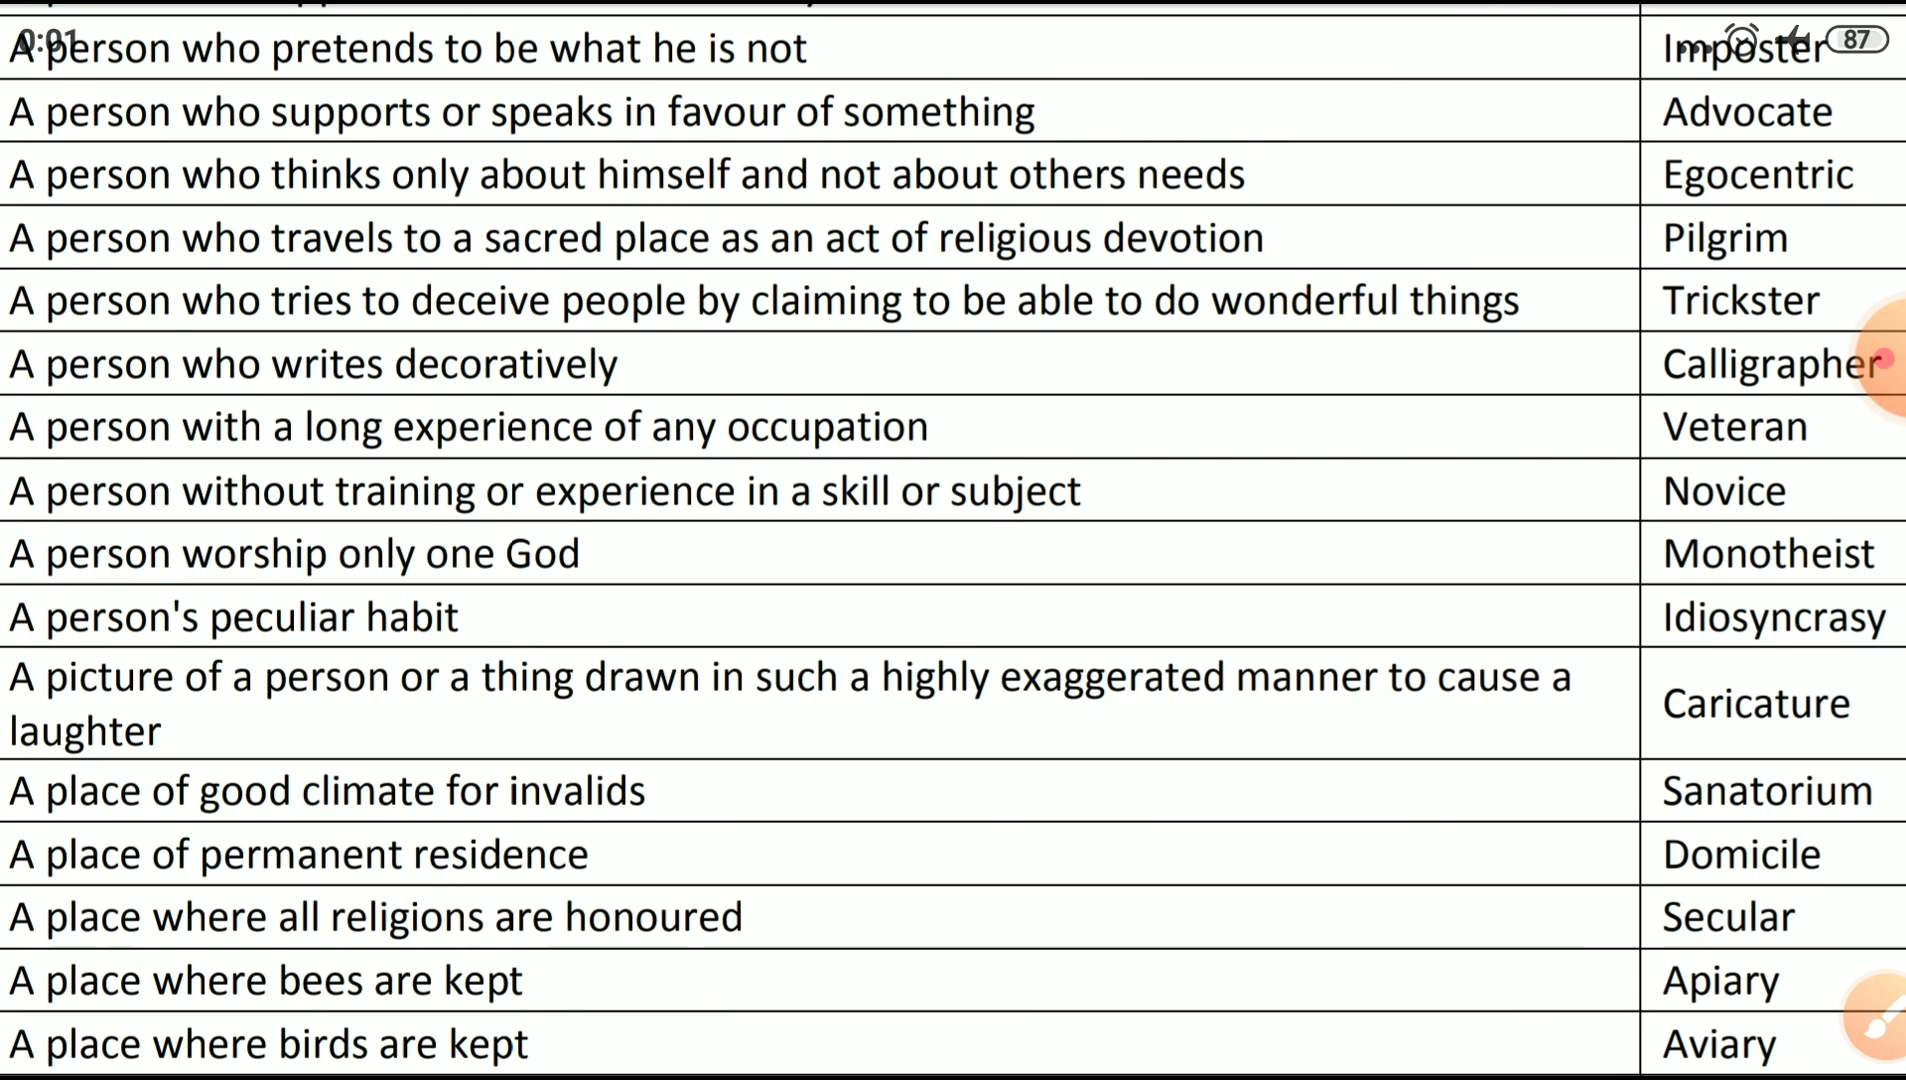 A person who pretends to be what he is not Imposter
0:01 87
A person who supports or speaks in favour of something Advocate
A person who thinks only about himself and not about others needs Egocentric
A person who travels to a sacred place as an act of religious devotion Pilgrim
A person who tries to deceive people by claiming to be able to do wonderful things Trickster
A person who writes decoratively Calligrapher
A person with a long experience of any occupation Veteran
A person without training or experience in a skill or subject Novice
A person worship only one God Monotheist
A person's peculiar habit Idiosyncrasy
A picture of a person or a thing drawn in such a highly exaggerated manner to cause a
laughter Caricature
A place of good climate for invalids Sanatorium
A place of permanent residence Domicile
A place where all religions are honoured Secular
A place where bees are kept Apiary
A place where birds are kept Aviary